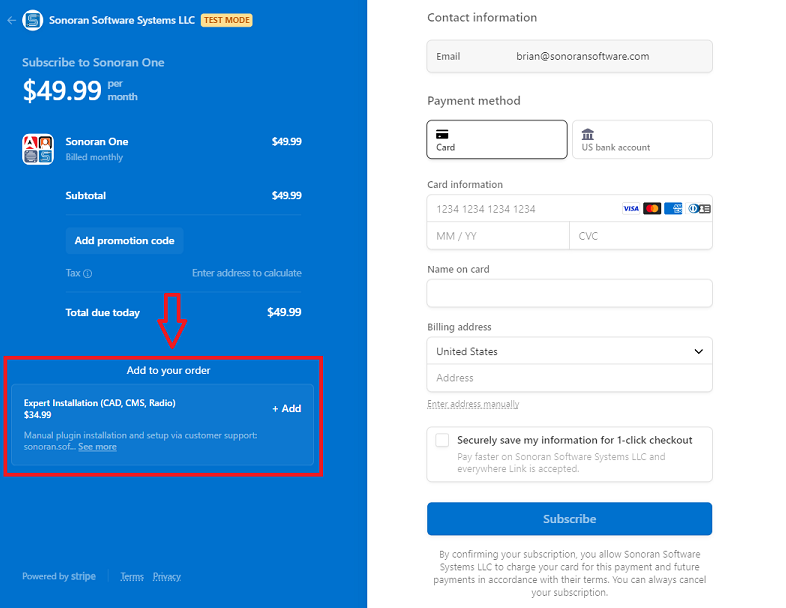 Sonoran Software Systems LLC TEST MODE
Subscribe to Sonoran One
$49.99 per month
Sonoran One $49.99
Billed monthly
Subtotal $49.99
Add promotion code
Tax Enter address to calculate
Total due today $49.99
Add to your order
Expert Installation (CAD, CMS, Radio)
$34.99
+ Add
Manual plugin installation and setup via customer support:
sonoran.sof... See more
Powered by stripe Terms Privacy
Contact information
Email brian@sonoransoftware.com
Payment method
Card
US bank account
Card information
1234 1234 1234 1234 VISA
MM / YY CVC
Name on card
Billing address
United States
Address
Enter address manually
Securely save my information for 1-click checkout
Pay faster on Sonoran Software Systems LLC and
everywhere Link is accepted.
Subscribe
By confirming your subscription, you allow Sonoran Software
Systems LLC to charge your card for this payment and future
payments in accordance with their terms. You can always cancel
your subscription.